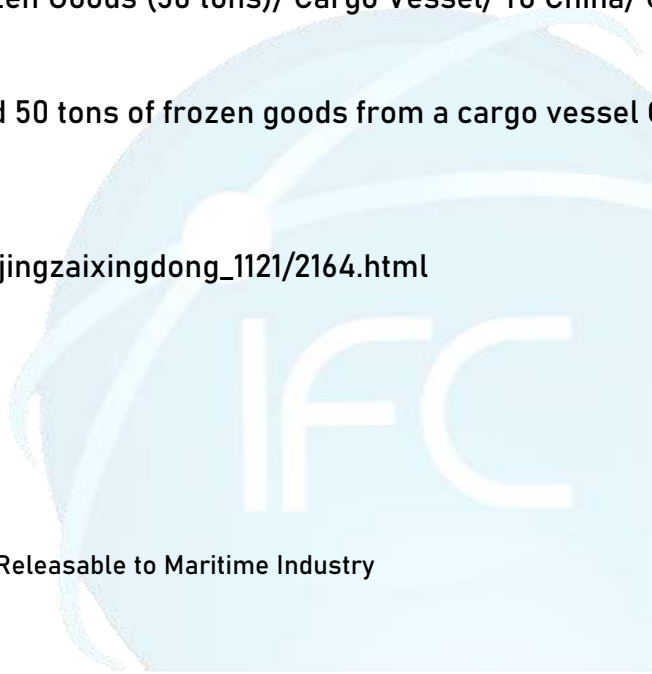 en Goods (50 tons)/ Cargo Vessel/ To China/
50 tons of frozen goods from a cargo vessel
jingzaixingdong_1121/2164.html
IFC
Releasable to Maritime Industry